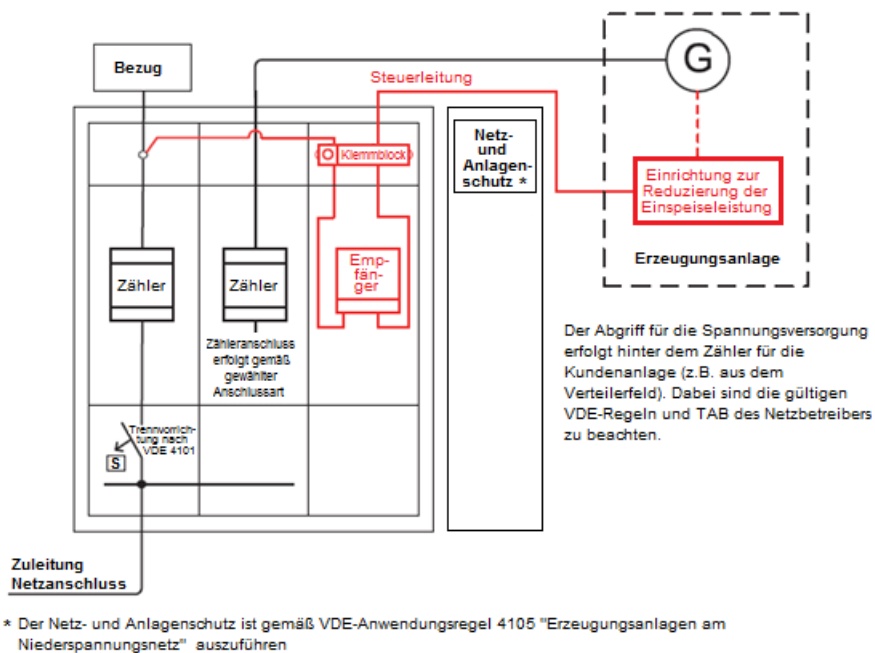 Bezug
Steuerleitung
G
Klemmblock
Netz-
und
Anlagen-
schutz *
Einrichtung zur
Reduzierung der
Einspeiseleistung
Erzeugungsanlage
Zähler
Zähler
Emp-
fän-
ger
Zähleranschluss
erfolgt gemäß
gewählter
Anschlussart
Der Abgriff für die Spannungsversorgung
erfolgt hinter dem Zähler für die
Kundenanlage (z.B. aus dem
Verteilerfeld). Dabei sind die gültigen
VDE-Regeln und TAB des Netzbetreibers
zu beachten.
Trennvorrich-
tung nach
VDE 4101
S
Zuleitung
Netzanschluss
* Der Netz- und Anlagenschutz ist gemäß VDE-Anwendungsregel 4105 "Erzeugungsanlagen am
Niederspannungsnetz" auszuführen